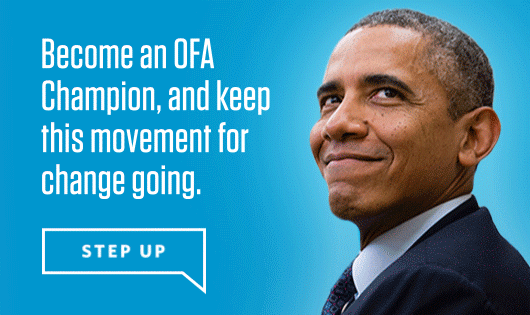 Become an OFA
Champion, and keep
this movement for
change going.
STEP UP